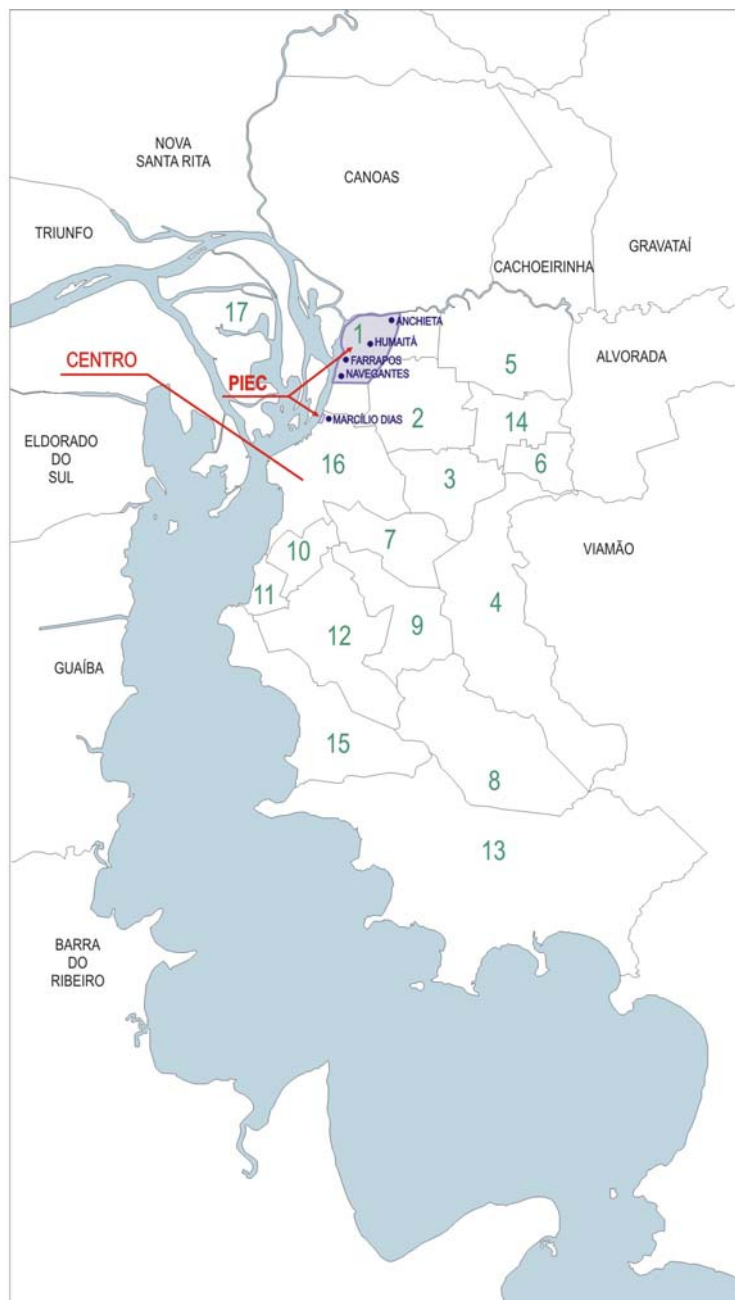 NOVA
SANTA RITA
CANOAS
TRIUNFO
GRAVATAÍ
CACHOEIRINHA
17
1
ANCHIETA
HUMAITÁ
CENTRO
PIEC
FARRAPOS
NAVEGANTES
5
ALVORADA
MARCÍLIO DIAS
2
14
ELDORADO
DO
SUL
16
3
6
10
7
VIAMÃO
11
4
12
9
GUAÍBA
15
8
13
BARRA
DO
RIBEIRO